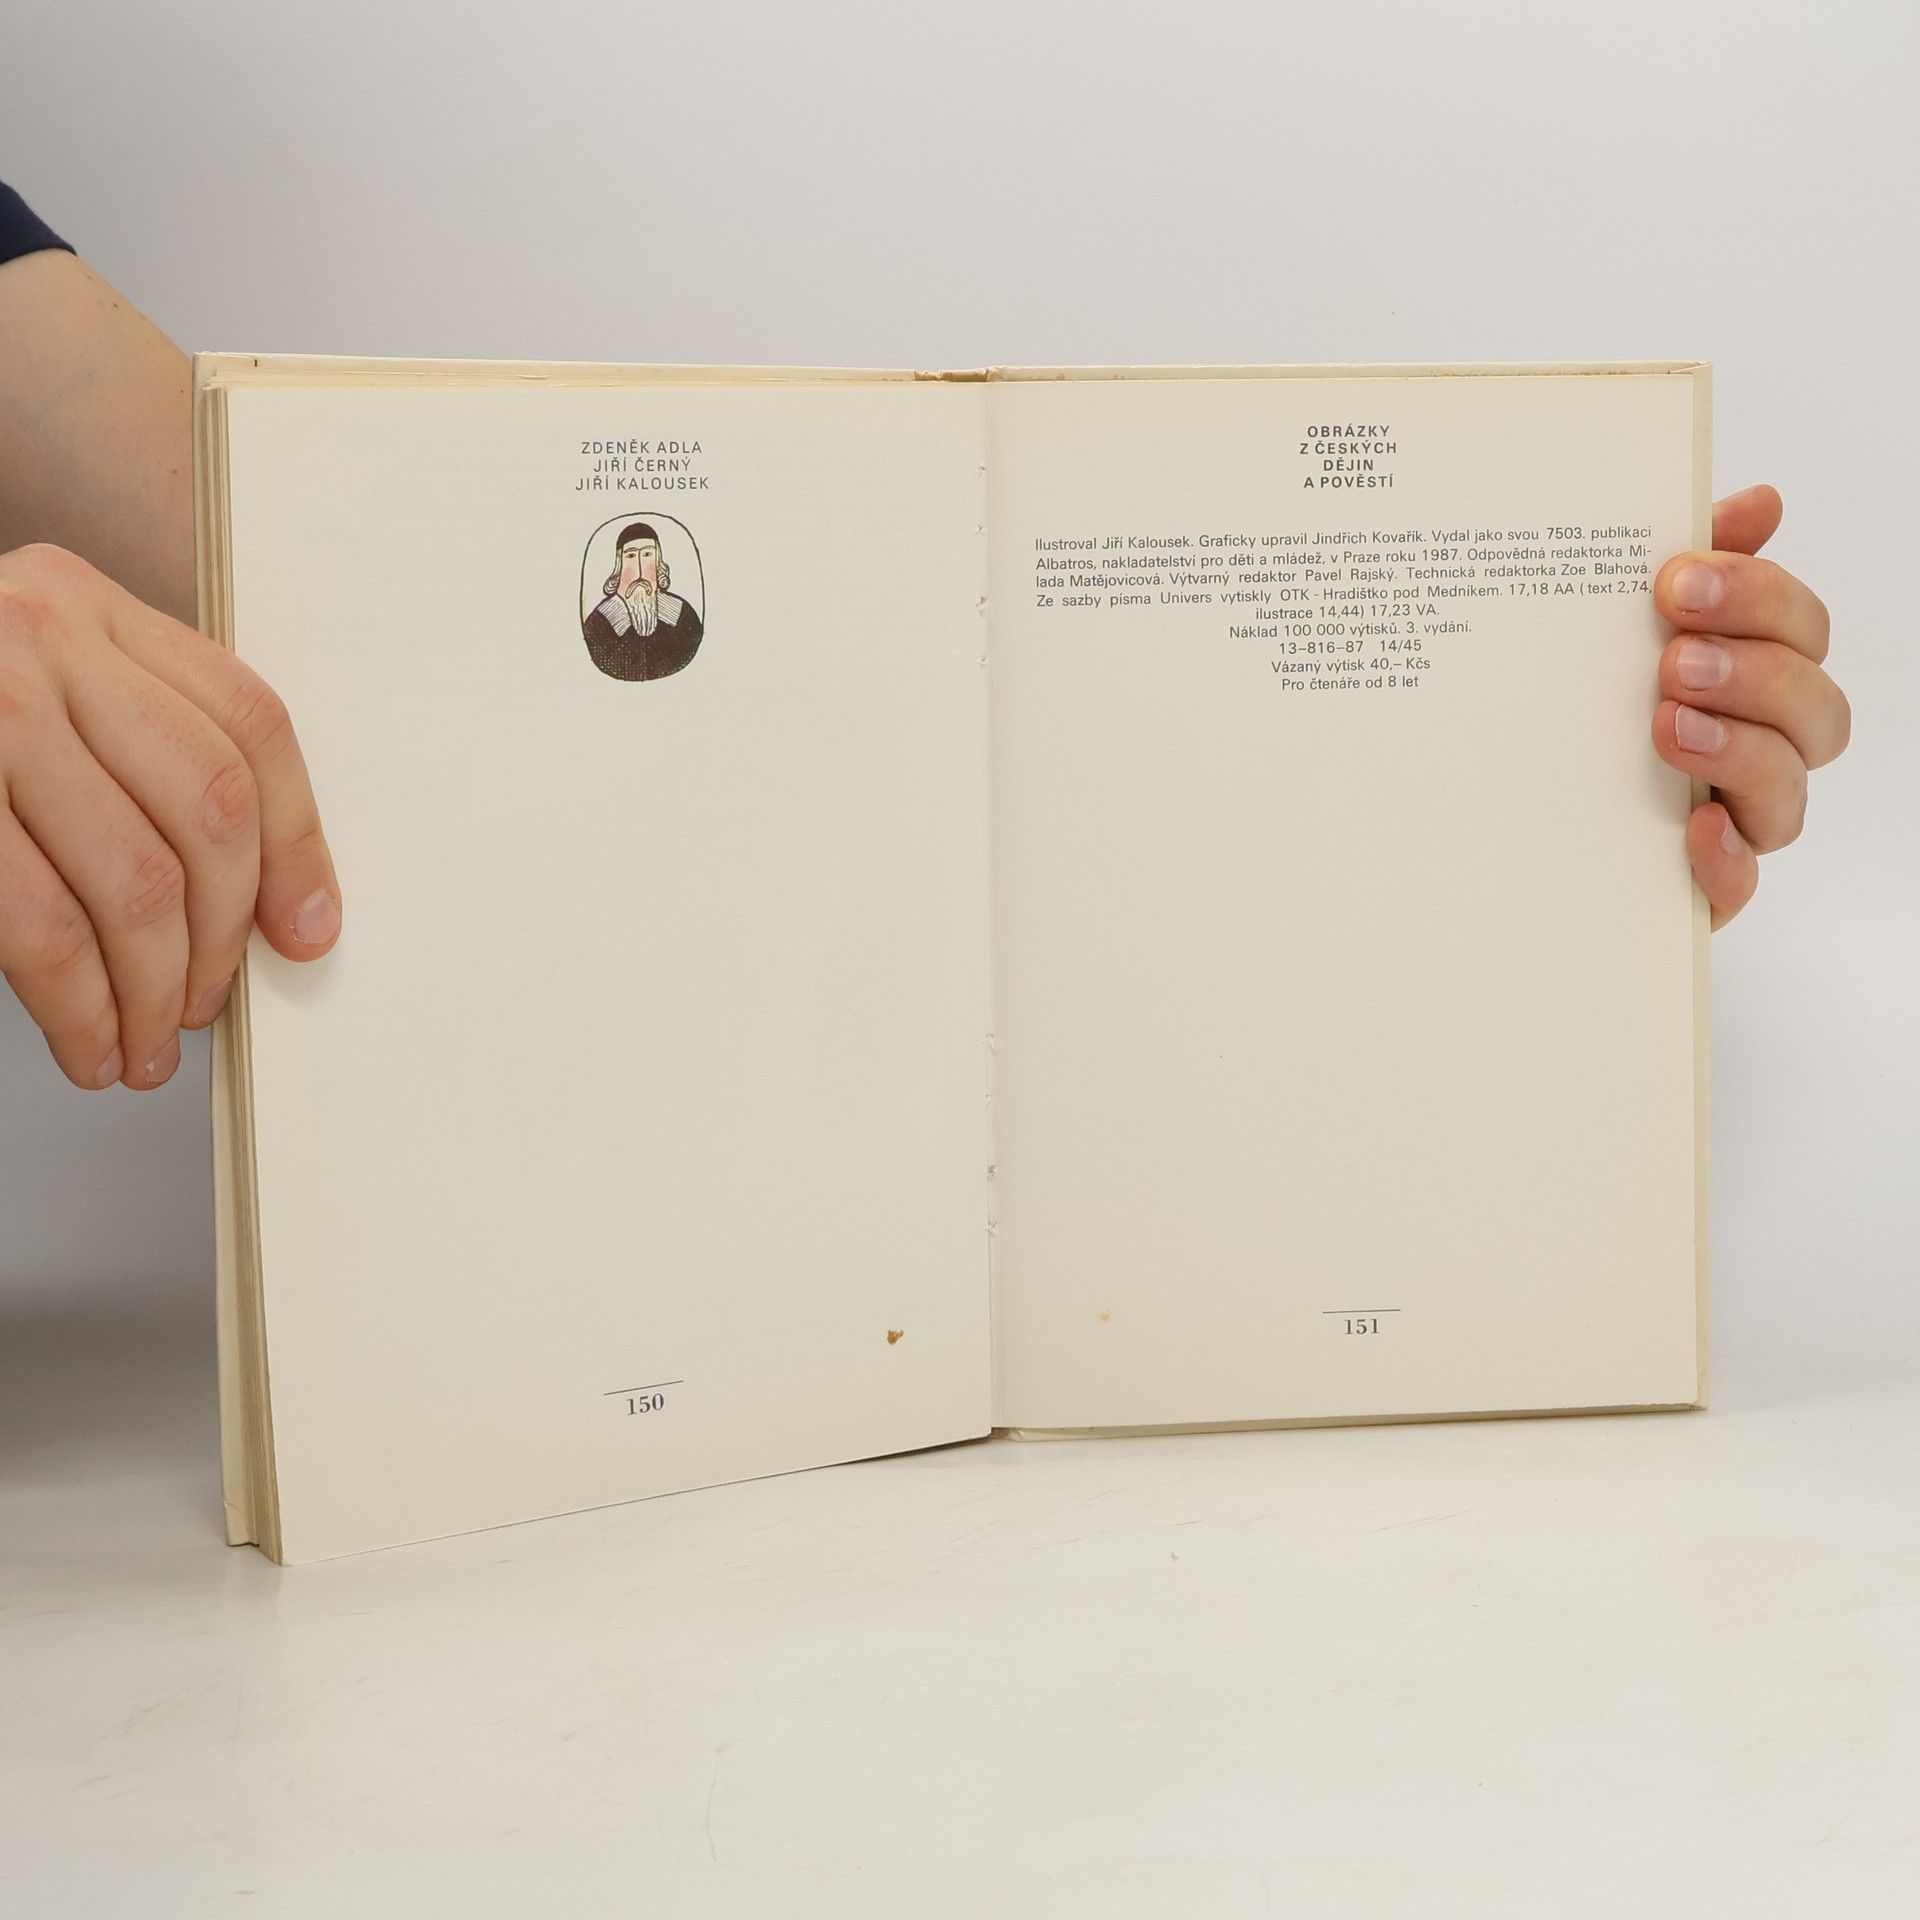 ZDENĚK ADLA
JIŘÍ ČERNÝ
JIŘÍ KALOUSEK
150
OBRÁZKY
Z ČESKÝCH
DĚJIN
A POVĚSTÍ
Ilustroval Jiří Kalousek. Graficky upravil Jindřich Kovařík. Vydal jako svou 7503. publikaci
Albatros, nakladatelství pro děti a mládež, v Praze roku 1987. Odpovědná redaktorka Mi-
lada Matějovicová. Výtvarný redaktor Pavel Rajský. Technická redaktorka Zoe Blahová.
Ze sazby písma Univers vytiskly OTK - Hradištko pod Medníkem. 17,18 AA (text 2,74,
ilustrace 14,44) 17,23 VA.
Náklad 100 000 výtisků. 3. vydání.
13–816–87 14/45
Vázaný výtisk 40,– Kčs
Pro čtenáře od 8 let
151